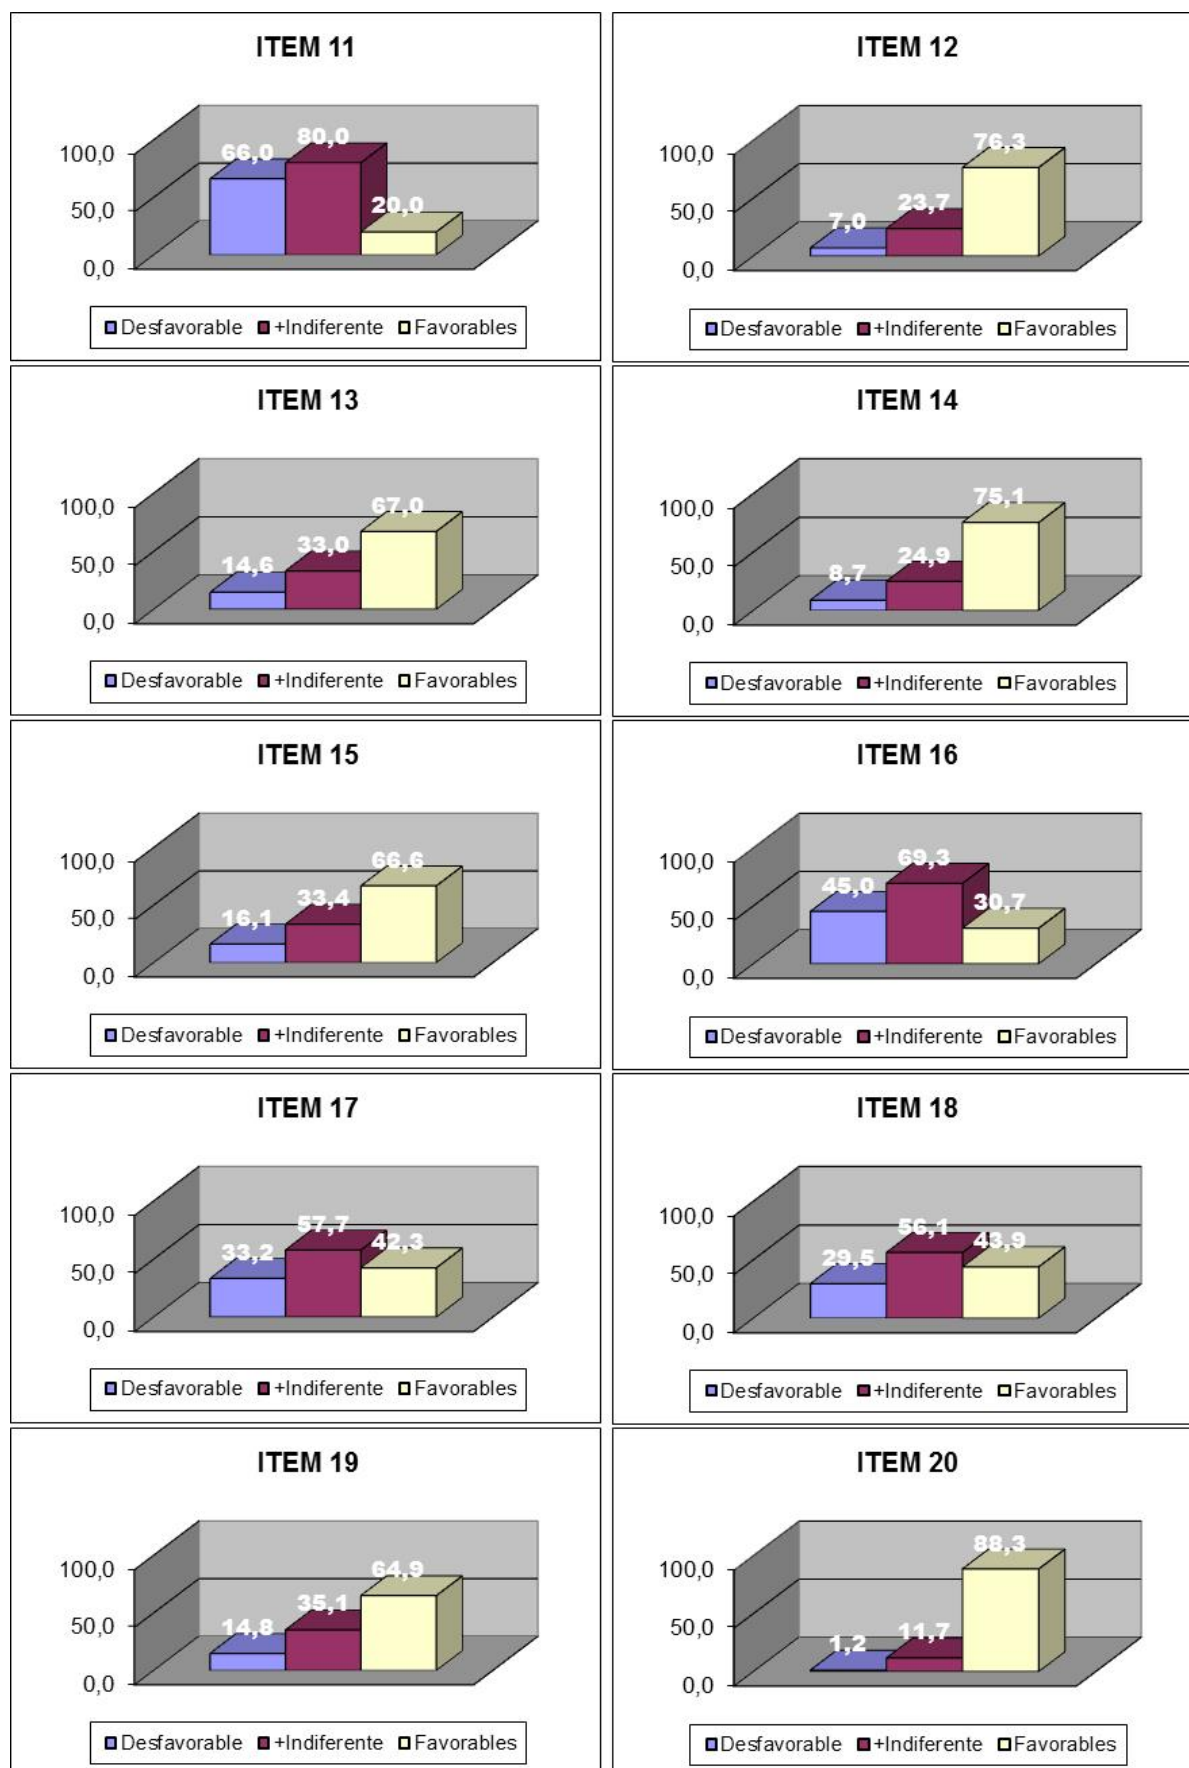 ITEM 11
66,0 80,0 20,0
100,0
50,0
0,0
Desfavorable +Indiferente Favorables
ITEM 12
7,0 23,7 76,3
100,0
50,0
0,0
Desfavorable +Indiferente Favorables
ITEM 13
14,6 33,0 67,0
100,0
50,0
0,0
Desfavorable +Indiferente Favorables
ITEM 14
8,7 24,9 75,1
100,0
50,0
0,0
Desfavorable +Indiferente Favorables
ITEM 15
16,1 33,4 66,6
100,0
50,0
0,0
Desfavorable +Indiferente Favorables
ITEM 16
45,0 69,3 30,7
100,0
50,0
0,0
Desfavorable +Indiferente Favorables
ITEM 17
33,2 57,7 42,3
100,0
50,0
0,0
Desfavorable +Indiferente Favorables
ITEM 18
29,5 56,1 43,9
100,0
50,0
0,0
Desfavorable +Indiferente Favorables
ITEM 19
14,8 35,1 64,9
100,0
50,0
0,0
Desfavorable +Indiferente Favorables
ITEM 20
1,2 11,7 88,3
100,0
50,0
0,0
Desfavorable +Indiferente Favorables